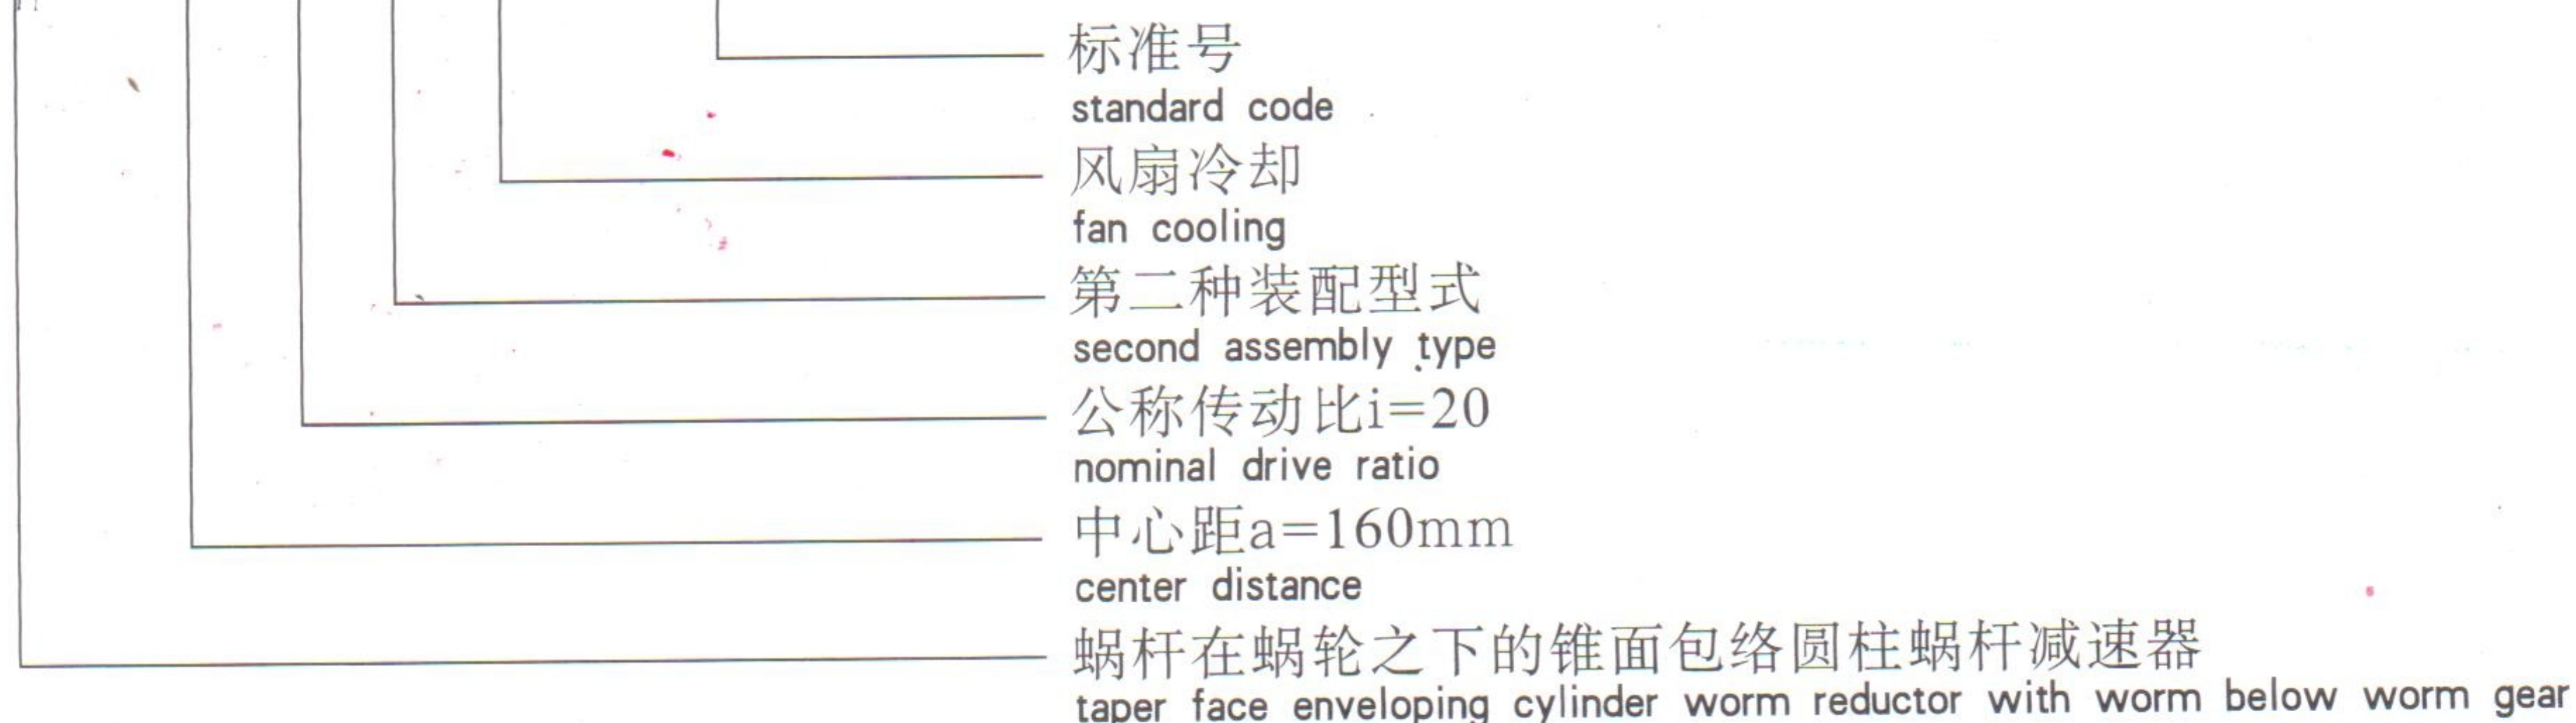 标准号
standard code
风扇冷却
fan cooling
第二种装配型式
second assembly type
公称传动比i=20
nominal drive ratio
中心距a=160mm
center distance
蜗杆在蜗轮之下的锥面包络圆柱蜗杆减速器
taper face enveloping cylinder worm reductor with worm below worm gear